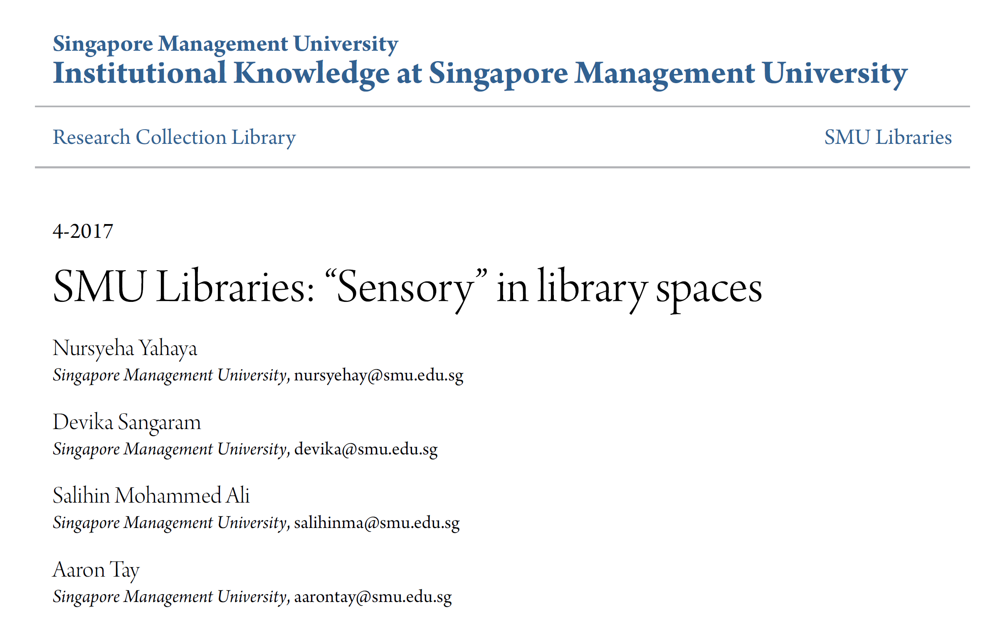 Singapore Management University
Institutional Knowledge at Singapore Management University
Research Collection Library
SMU Libraries
4-2017
SMU Libraries: “Sensory” in library spaces
Nursyeha Yahaya
Singapore Management University, nursyehay@smu.edu.sg
Devika Sangaram
Singapore Management University, devika@smu.edu.sg
Salihin Mohammed Ali
Singapore Management University, salihinma@smu.edu.sg
Aaron Tay
Singapore Management University, aarontay@smu.edu.sg